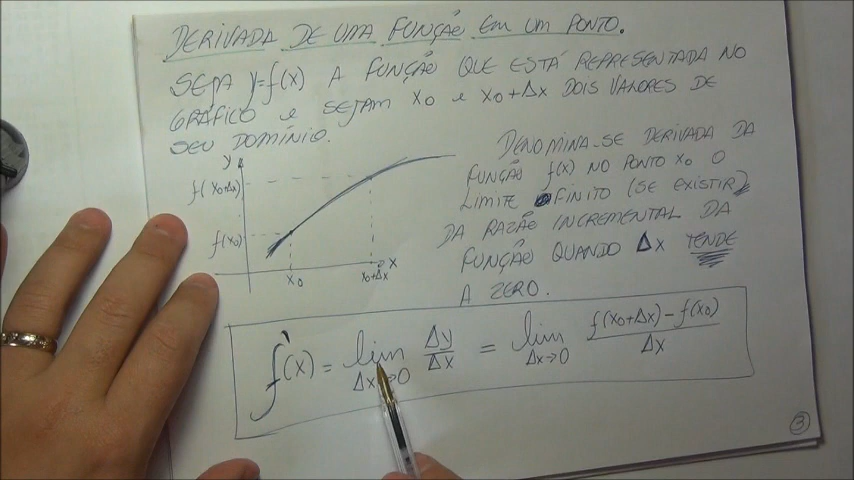 DERIVADA DE UMA FUNÇÃO EM UM PONTO.
SEJA y=f(x) A FUNÇÃO QUE ESTÁ REPRESENTADA NO
GRÁFICO E SEJAM X₀ E X₀+Δx DOIS VALORES DE
SEU DOMÍNIO.
y
f(x₀+Δx)
f(x₀)
x₀
x₀+Δx
x
DENOMINA-SE DERIVADA DA
FUNÇÃO f(x) NO PONTO X₀ O
LIMITE FINITO (SE EXISTIR)
DA RAZÃO INCREMENTAL DA
FUNÇÃO QUANDO Δx TENDE
A ZERO.
f'(x) = lim Δx→0 Δy/Δx = lim Δx→0 f(x₀+Δx)-f(x₀)/Δx
3